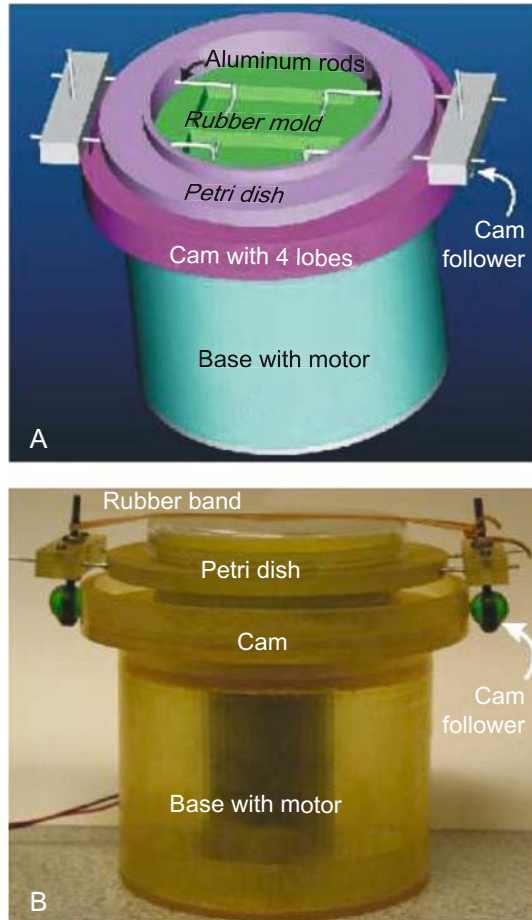 Aluminum rods
Rubber mold
Petri dish
Cam with 4 lobes
Cam
follower
Base with motor
A
Rubber band
Petri dish
Cam
Cam
follower
Base with motor
B